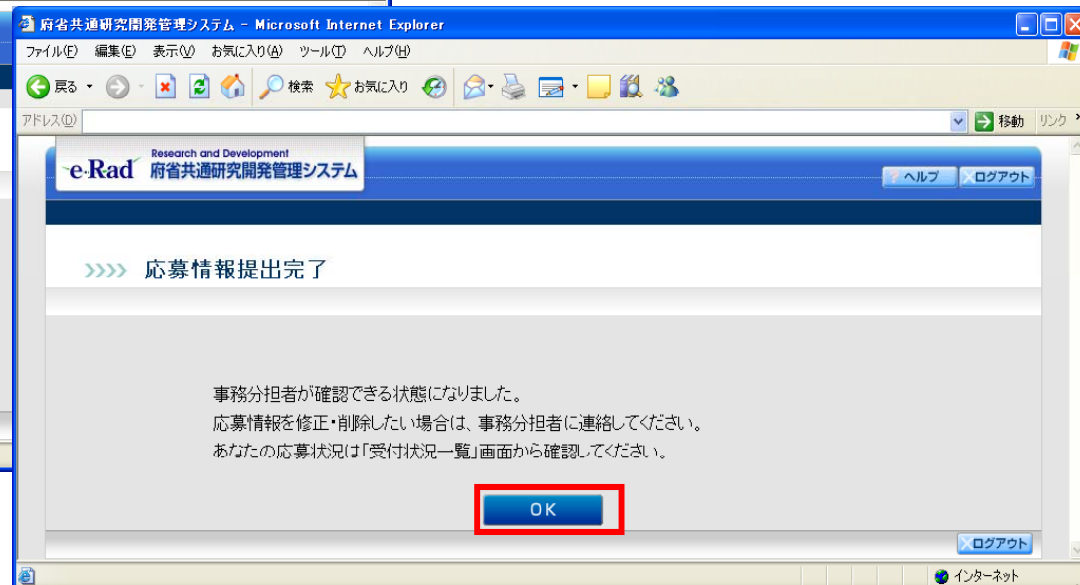 府省共通研究開発管理システム - Microsoft Internet Explorer
ファイル(F) 編集(E) 表示(V) お気に入り(A) ツール(T) ヘルプ(H)
戻る 検索 お気に入り
アドレス(D) 移動 リンク »
e-Rad Research and Development
府省共通研究開発管理システム
? ヘルプ ログアウト
>>>> 応募情報提出完了
事務分担者が確認できる状態になりました。
応募情報を修正・削除したい場合は、事務分担者に連絡してください。
あなたの応募状況は「受付状況一覧」画面から確認してください。
OK
ログアウト
インターネット